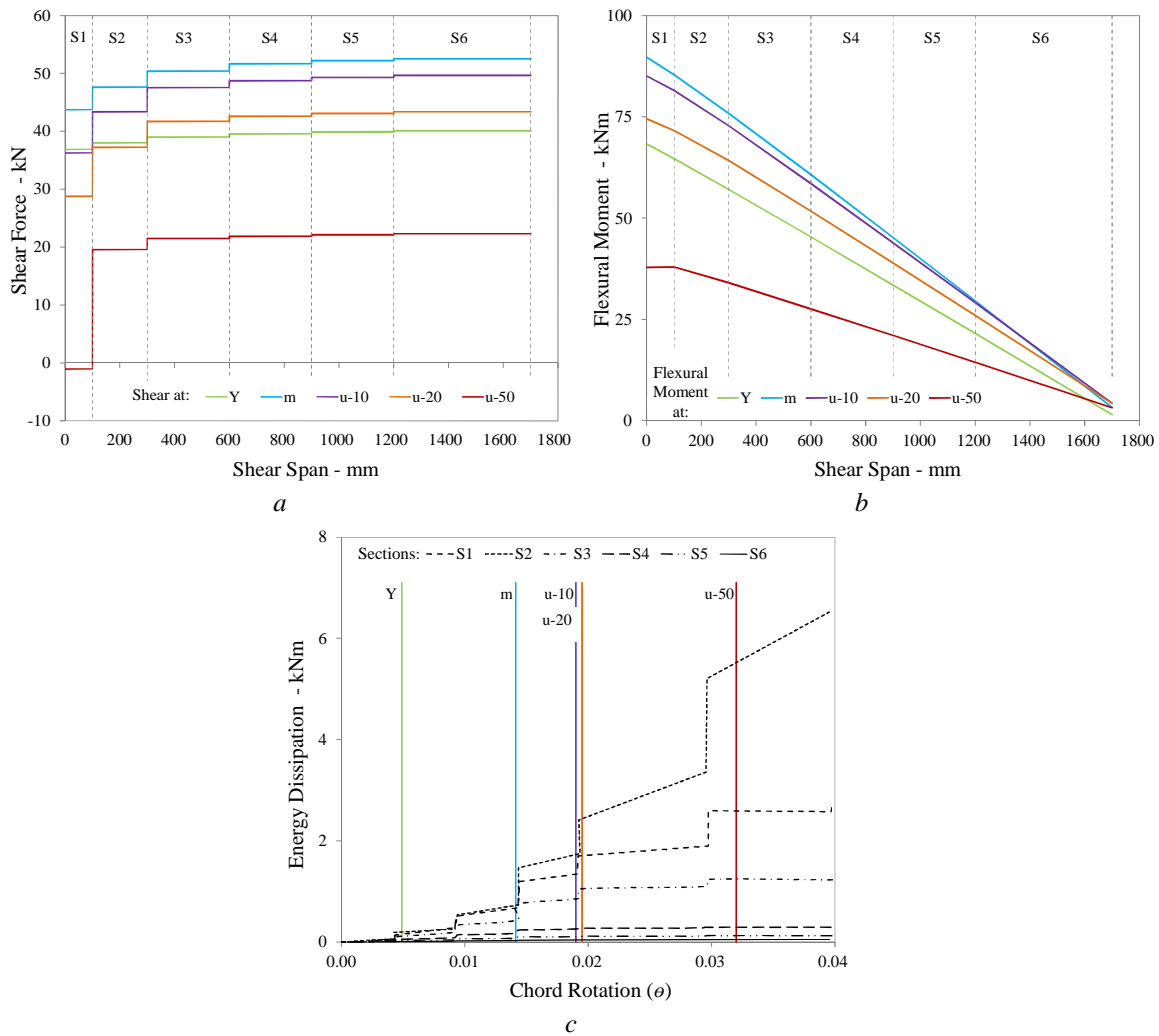 60
50
40
30
20
10
0
-10
Shear Force - kN
S1 S2 S3 S4 S5 S6
Shear at: Y m u-10 u-20 u-50
0 200 400 600 800 1000 1200 1400 1600 1800
Shear Span - mm
a
100
75
50
25
0
Flexural Moment - kNm
S1 S2 S3 S4 S5 S6
Flexural
Moment
at:
Y m u-10 u-20 u-50
0 200 400 600 800 1000 1200 1400 1600 1800
Shear Span - mm
b
8
6
4
2
0
Energy Dissipation - kNm
Sections: S1 S2 S3 S4 S5 S6
Y m u-10 u-50
u-20
0.00 0.01 0.02 0.03 0.04
Chord Rotation (ɵ)
c